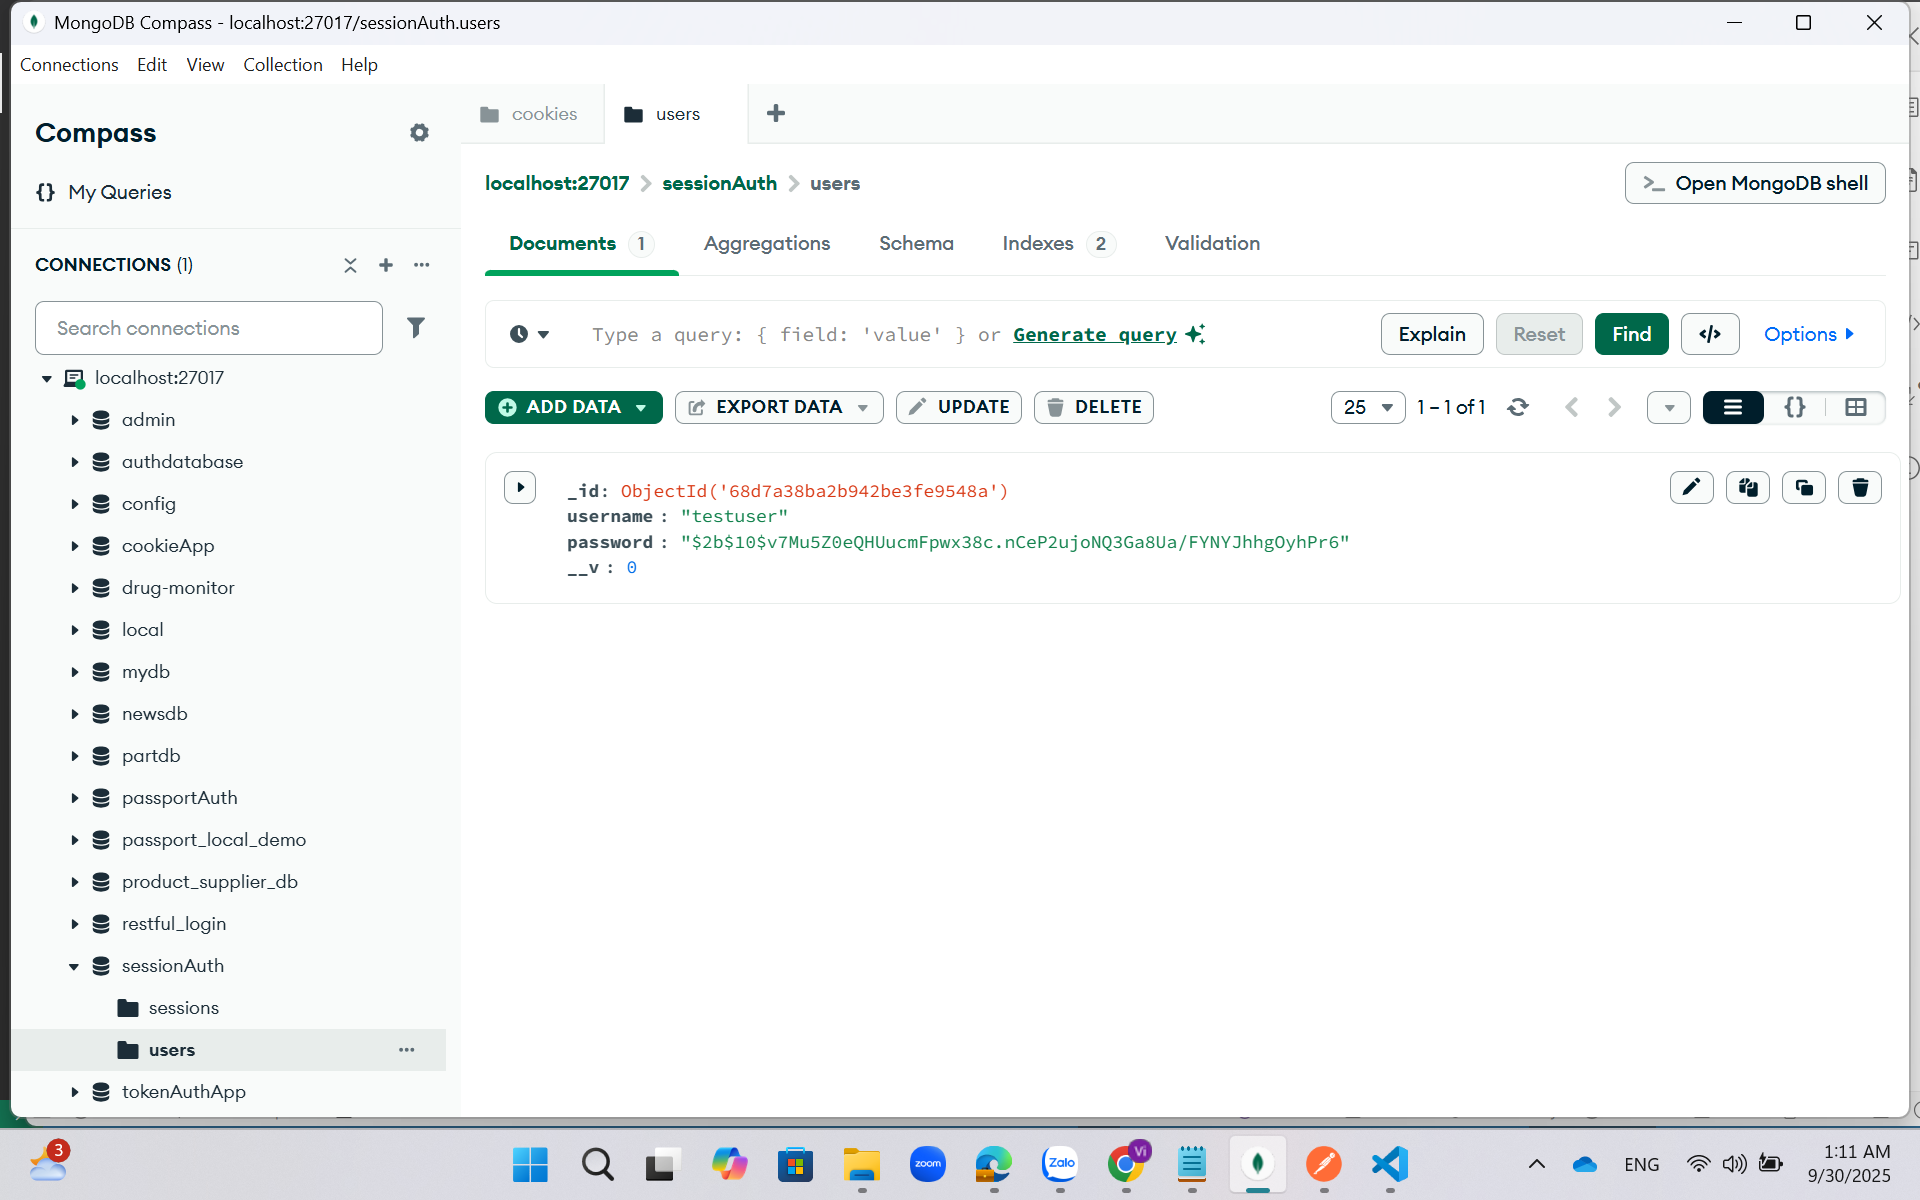 MongoDB Compass - localhost:27017/sessionAuth.users
Connections Edit View Collection Help
Compass
{} My Queries
CONNECTIONS (1)
Search connections
localhost:27017
admin
authdatabase
config
cookieApp
drug-monitor
local
mydb
newsdb
partdb
passportAuth
passport_local_demo
product_supplier_db
restful_login
sessionAuth
sessions
users
tokenAuthApp
cookies users
localhost:27017 > sessionAuth > users
>_ Open MongoDB shell
Documents 1 Aggregations Schema Indexes 2 Validation
Type a query: { field: 'value' } or Generate query
Explain Reset Find </> Options
ADD DATA EXPORT DATA UPDATE DELETE
25 1 – 1 of 1 {}
_id: ObjectId('68d7a38ba2b942be3fe9548a')
username : "testuser"
password : "$2b$10$v7Mu5Z0eQHUucmFpwx38c.nCeP2ujoNQ3Ga8Ua/FYNYJhhgOyhPr6"
__v : 0
3
zoom
Zalo
Vi
ENG
1:11 AM
9/30/2025